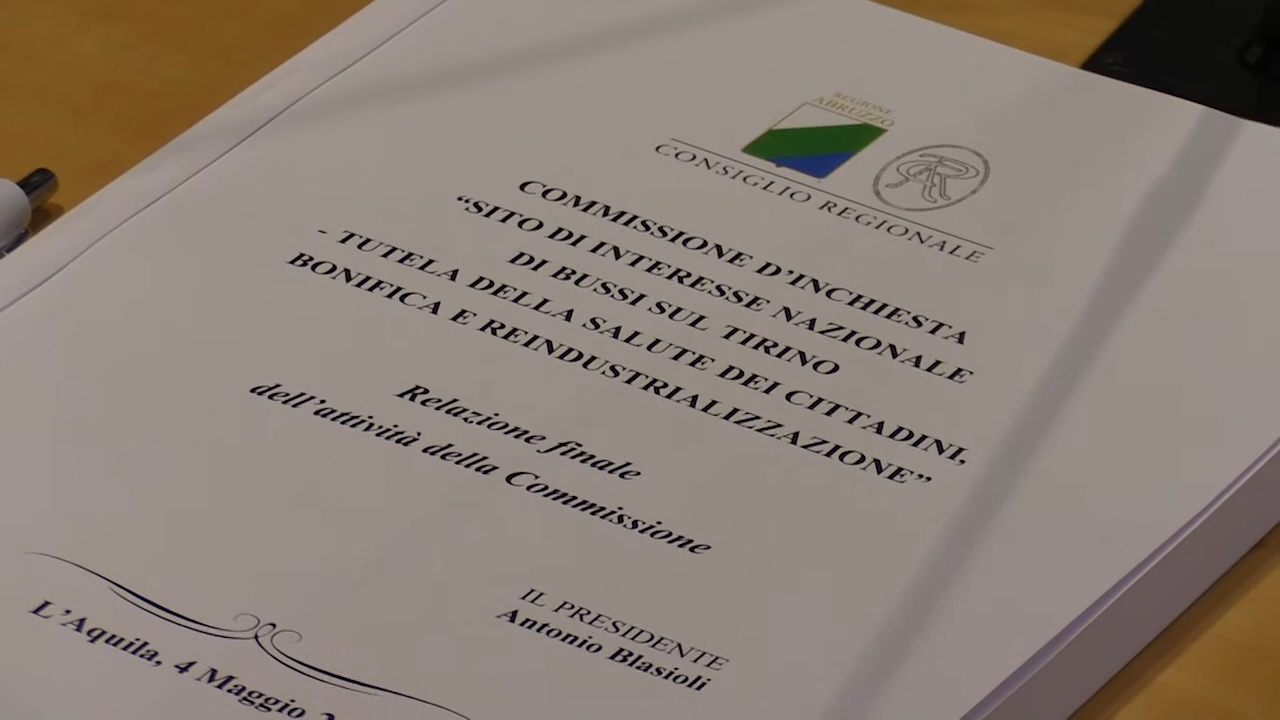 REGIONE
ABRUZZO
CONSIGLIO REGIONALE
COMMISSIONE D'INCHIESTA
“SITO DI INTERESSE NAZIONALE
DI BUSSI SUL TIRINO
- TUTELA DELLA SALUTE DEI CITTADINI,
BONIFICA E REINDUSTRIALIZZAZIONE”
Relazione finale
dell'attività della Commissione
IL PRESIDENTE
Antonio Blasioli
L'Aquila, 4 Maggio